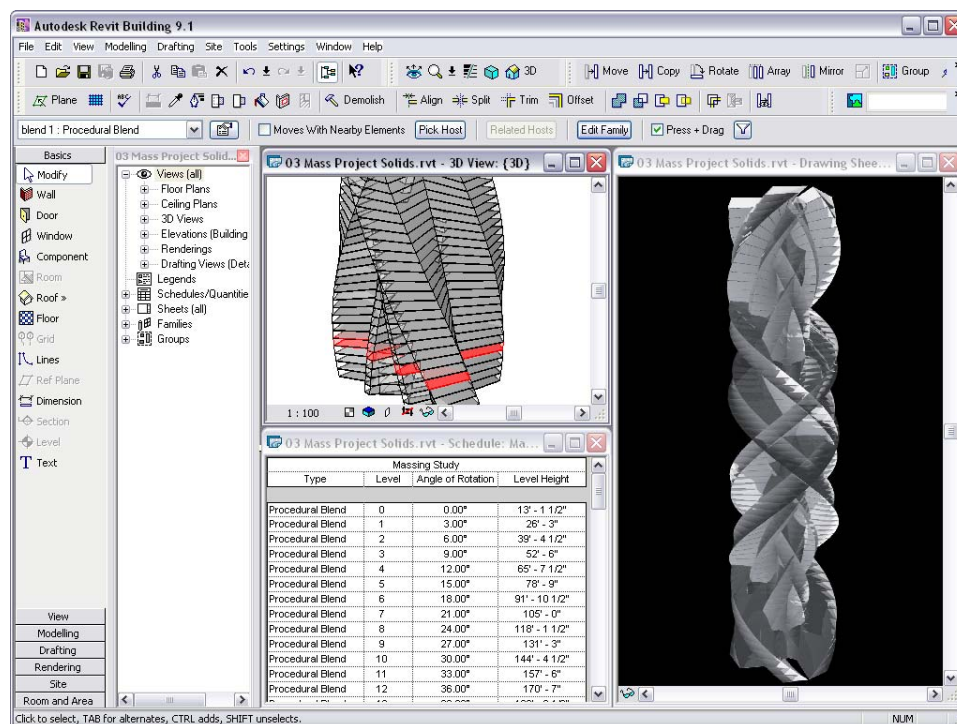 Autodesk Revit Building 9.1
File Edit View Modelling Drafting Site Tools Settings Window Help
3D Move Copy Rotate Array Mirror Group
Plane Demolish Align Split Trim Offset
blend 1 : Procedural Blend Moves With Nearby Elements Pick Host Related Hosts Edit Family Press + Drag
Basics
Modify
Wall
Door
Window
Component
Room
Roof »
Floor
Grid
Lines
Ref Plane
Dimension
Section
Level
Text
View
Modelling
Drafting
Rendering
Site
Room and Area
03 Mass Project Solid...
Views (all)
Floor Plans
Ceiling Plans
3D Views
Elevations (Building
Renderings
Drafting Views (Deta
Legends
Schedules/Quantitie
Sheets (all)
Families
Groups
03 Mass Project Solids.rvt - 3D View: {3D}
1 : 100
03 Mass Project Solids.rvt - Schedule: Ma...
Massing Study
Type Level Angle of Rotation Level Height
Procedural Blend 0 0.00° 13' - 1 1/2"
Procedural Blend 1 3.00° 26' - 3"
Procedural Blend 2 6.00° 39' - 4 1/2"
Procedural Blend 3 9.00° 52' - 6"
Procedural Blend 4 12.00° 65' - 7 1/2"
Procedural Blend 5 15.00° 78' - 9"
Procedural Blend 6 18.00° 91' - 10 1/2"
Procedural Blend 7 21.00° 105' - 0"
Procedural Blend 8 24.00° 118' - 1 1/2"
Procedural Blend 9 27.00° 131' - 3"
Procedural Blend 10 30.00° 144' - 4 1/2"
Procedural Blend 11 33.00° 157' - 6"
Procedural Blend 12 36.00° 170' - 7"
03 Mass Project Solids.rvt - Drawing Shee...
Click to select, TAB for alternates, CTRL adds, SHIFT unselects.
NUM